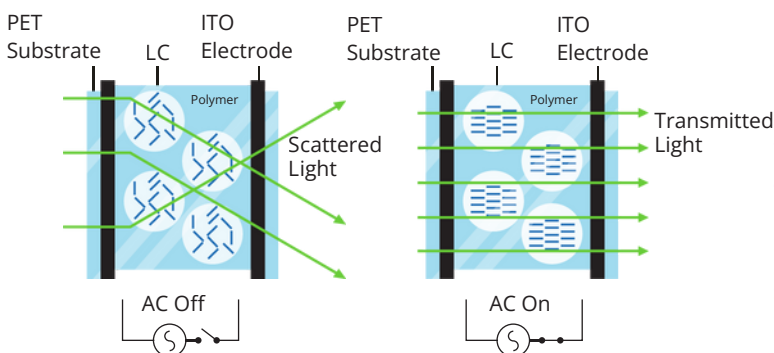 PET
Substrate
LC
ITO
Electrode
Polymer
Scattered
Light
AC Off
PET
Substrate
LC
ITO
Electrode
Polymer
Transmitted
Light
AC On